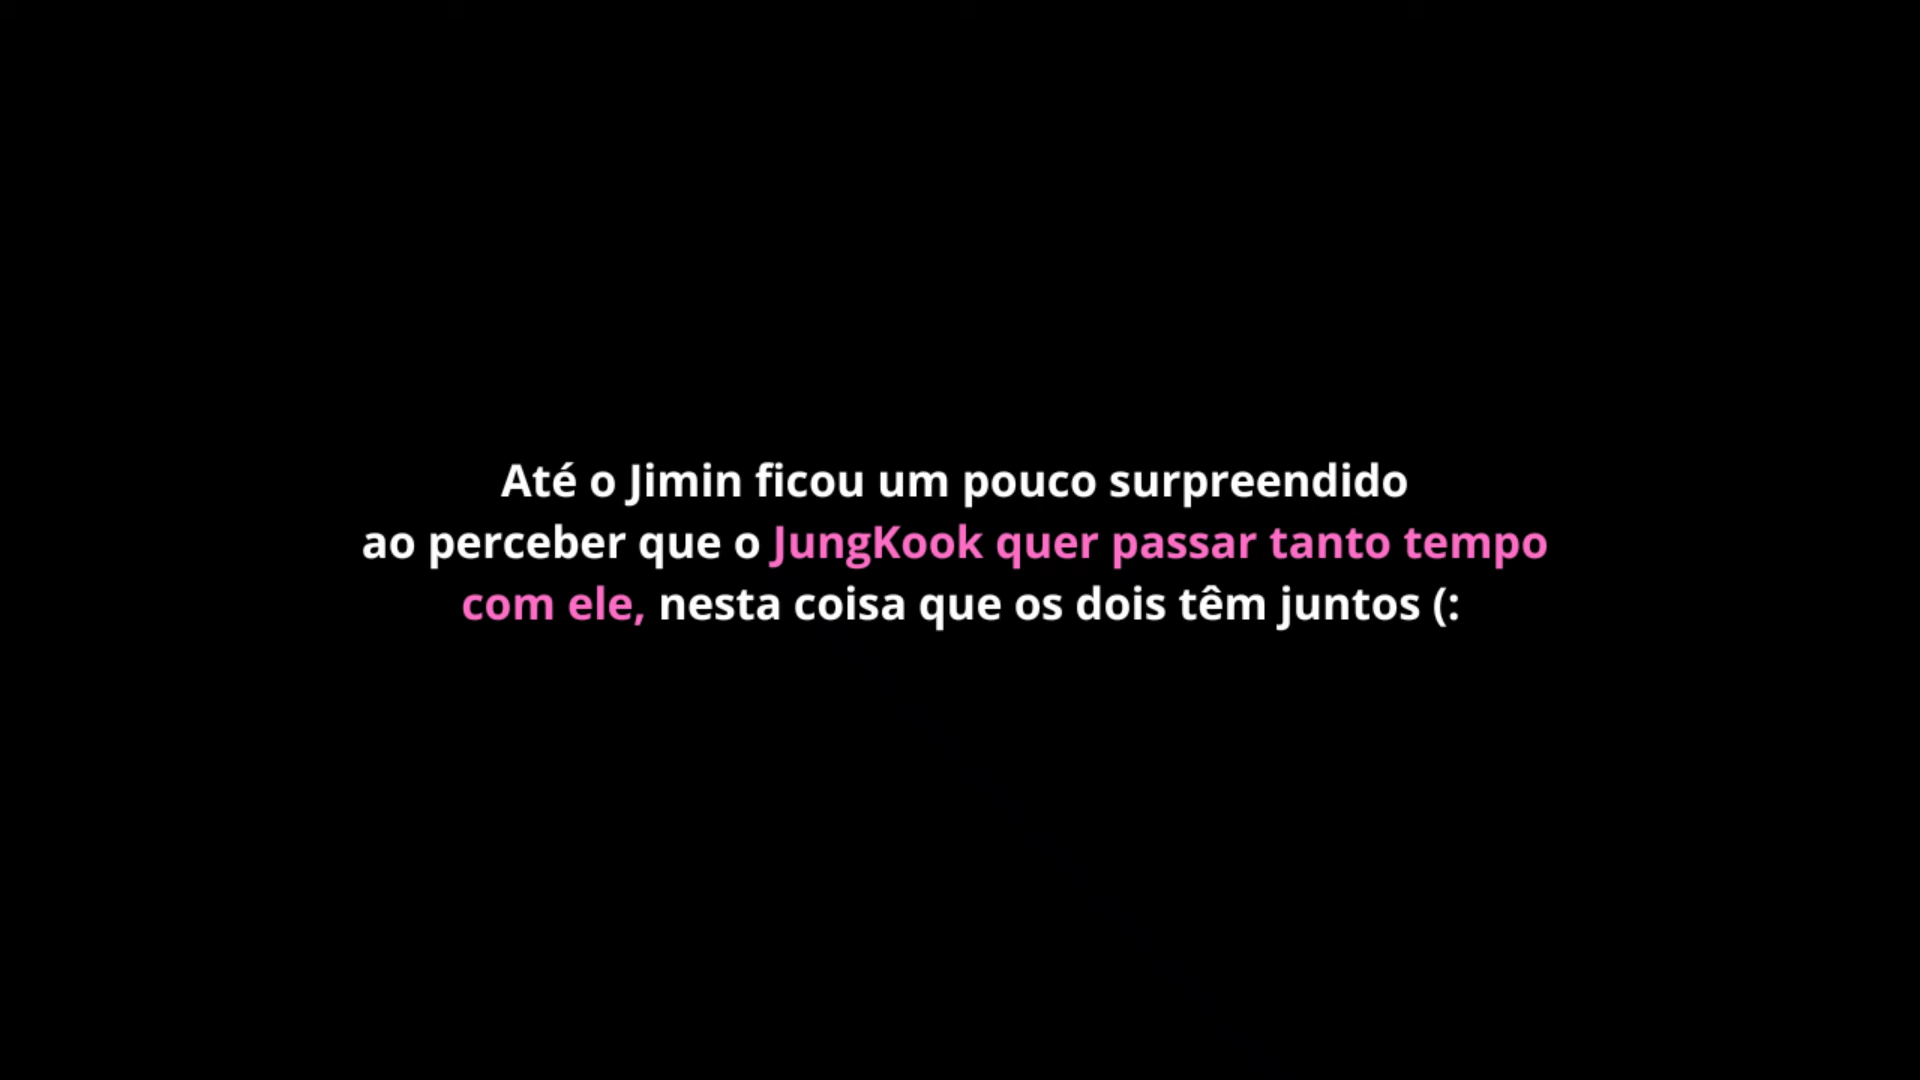 Até o Jimin ficou um pouco surpreendido
ao perceber que o JungKook quer passar tanto tempo
com ele, nesta coisa que os dois têm juntos (: